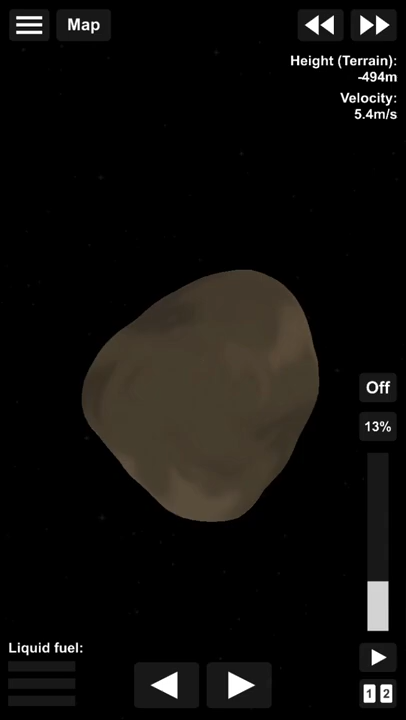 Map
Height (Terrain):
-494m
Velocity:
5.4m/s
Off
13%
Liquid fuel:
1 2